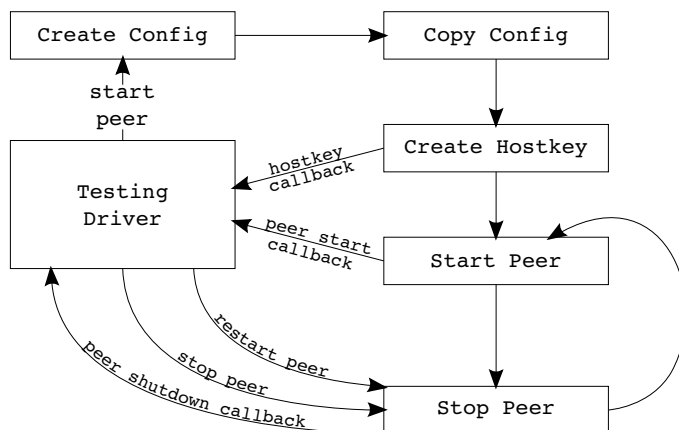 Create Config
Copy Config
start
peer
Create Hostkey
hostkey
callback
Testing
Driver
peer start
callback
Start Peer
restart peer
stop peer
peer shutdown callback
Stop Peer